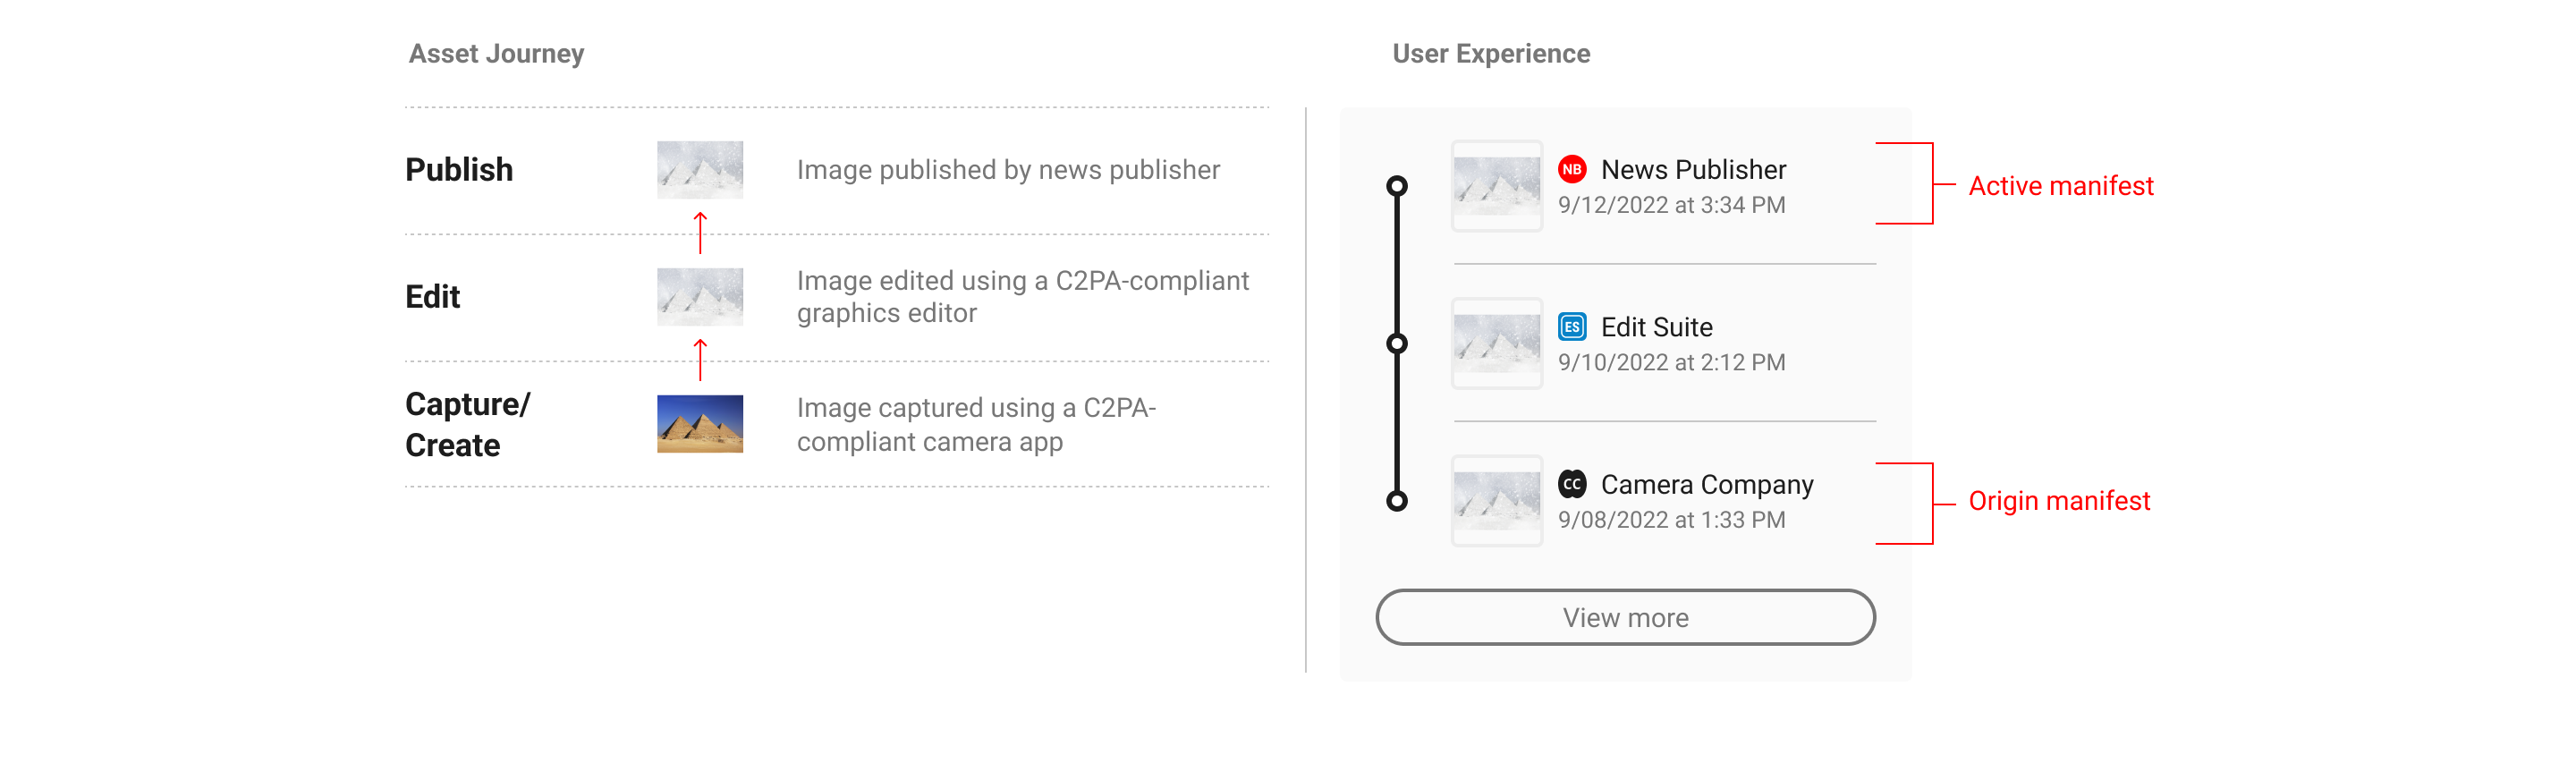 Asset Journey
Publish
Image published by news publisher
Edit
Image edited using a C2PA-compliant
graphics editor
Capture/
Create
Image captured using a C2PA-
compliant camera app
User Experience
NB News Publisher
9/12/2022 at 3:34 PM
Active manifest
ES Edit Suite
9/10/2022 at 2:12 PM
CC Camera Company
9/08/2022 at 1:33 PM
Origin manifest
View more